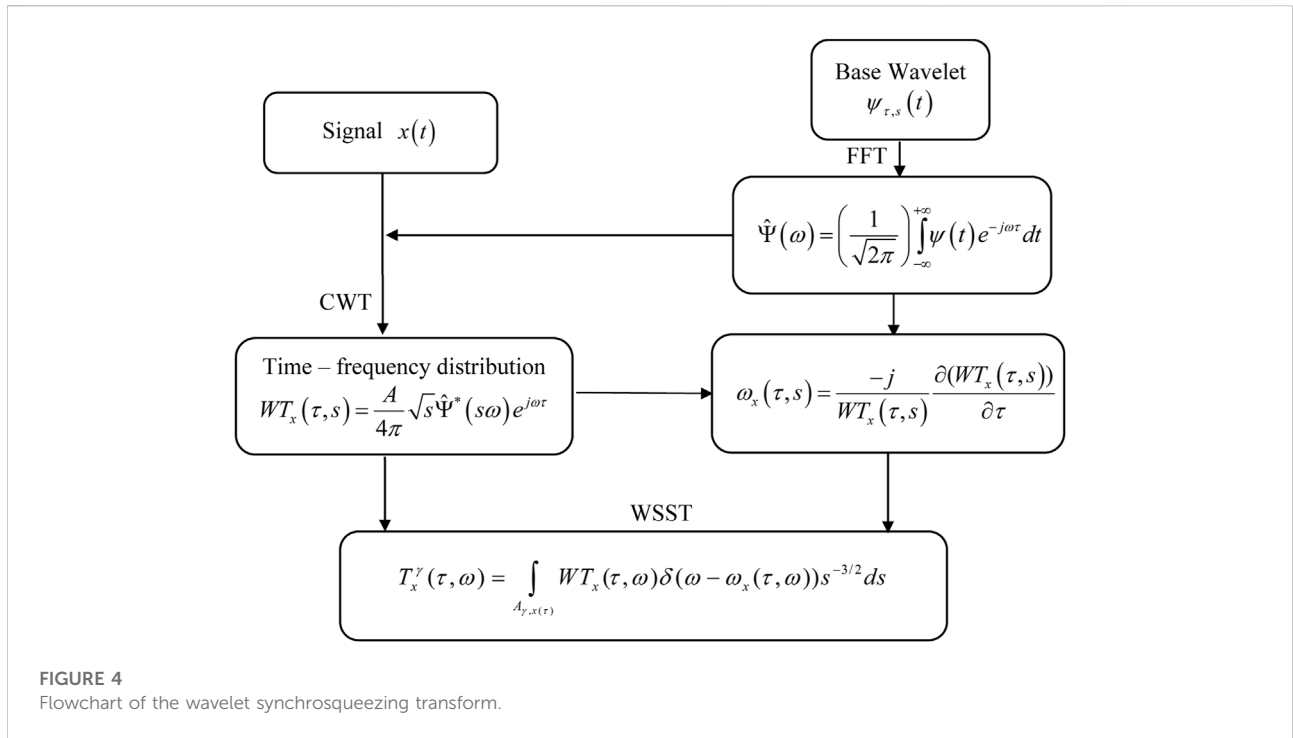 Base Wavelet
ψ_{τ,s}(t)
Signal x(t)
FFT
Ψ̂(ω) = (1/√(2π)) ∫_{-∞}^{+∞} ψ(t)e^{-jωτ}dt
CWT
Time – frequency distribution
WT_x(τ,s) = A/4π √s Ψ̂*(sω)e^{jωτ}
ω_x(τ,s) = -j/WT_x(τ,s) ∂(WT_x(τ,s))/∂τ
WSST
T_x^γ(τ,ω) = ∫_{A_{γ,x(τ)}} WT_x(τ,ω)δ(ω − ω_x(τ,ω))s^{-3/2}ds
FIGURE 4
Flowchart of the wavelet synchrosqueezing transform.